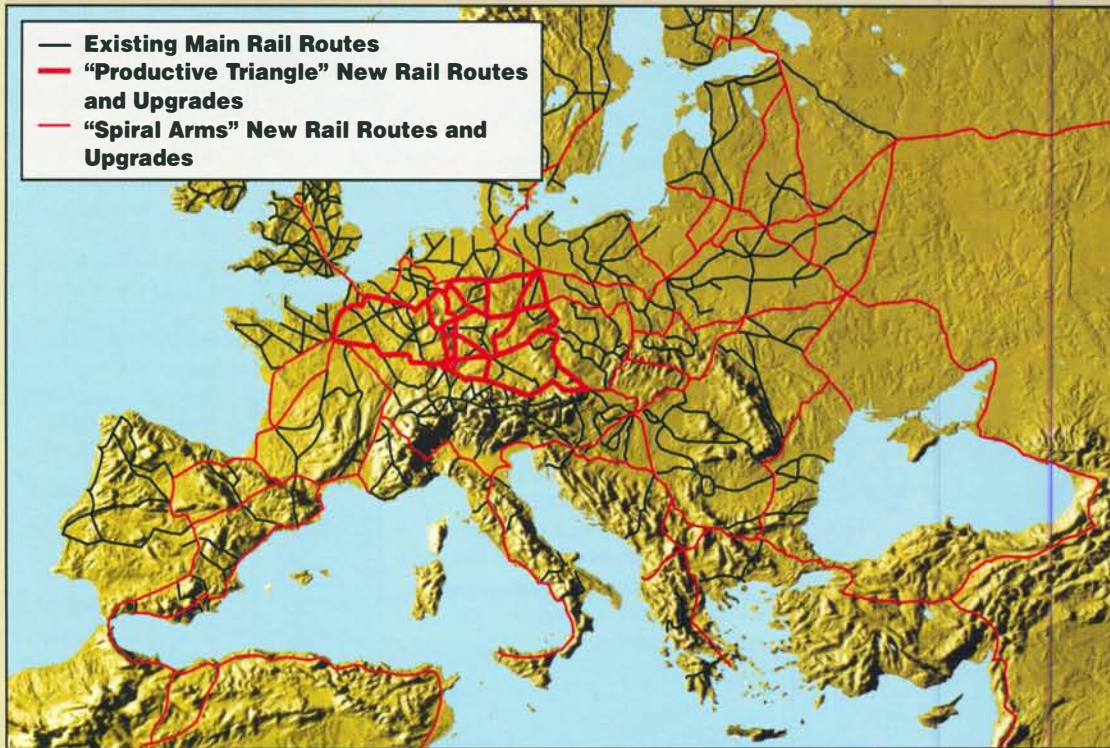 Existing Main Rail Routes
“Productive Triangle” New Rail Routes
and Upgrades
“Spiral Arms” New Rail Routes and
Upgrades